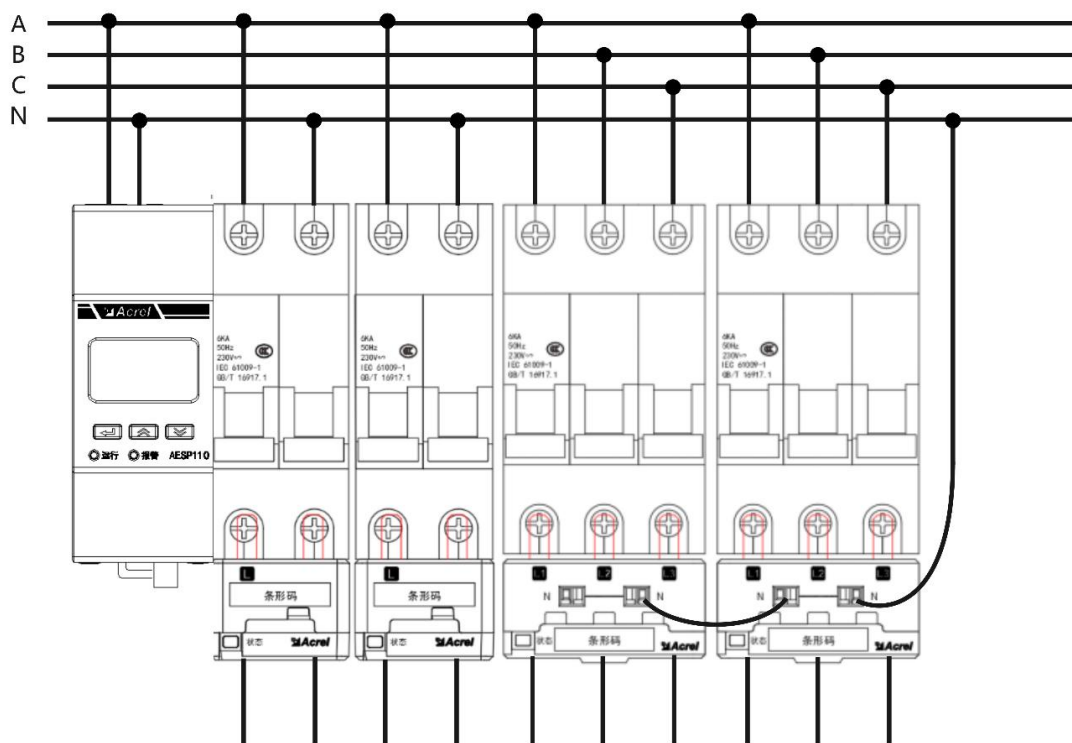 A
B
C
N
Acrel
运行 报警 AESP110
6KA
50Hz
230V~
IEC 61009-1
GB/T 16917.1
6KA
50Hz
230V~
IEC 61009-1
GB/T 16917.1
6KA
50Hz
230V~
IEC 61009-1
GB/T 16917.1
6KA
50Hz
230V~
IEC 61009-1
GB/T 16917.1
L
条形码
状态 Acrel
L
条形码
状态 Acrel
L1 L2 L3
N N
条形码
状态 Acrel
L1 L2 L3
N N
条形码
状态 Acrel